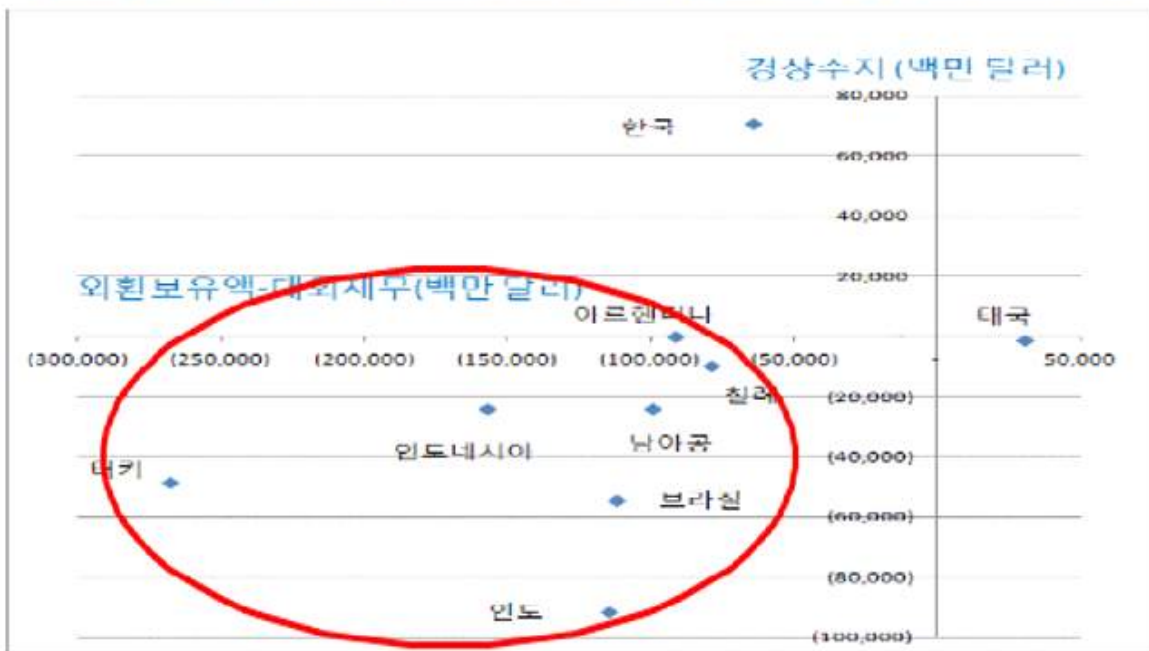 경상수지 (백만 달러)
80,000
한국
60,000
40,000
20,000
외환보유액-대외채무(백만 달러)
아르헨티나
태국
(300,000) (250,000) (200,000) (150,000) (100,000) (50,000) 50,000
칠레
(20,000)
인도네시아
남아공
(40,000)
터키
브라질
(60,000)
(80,000)
인도
(100,000)